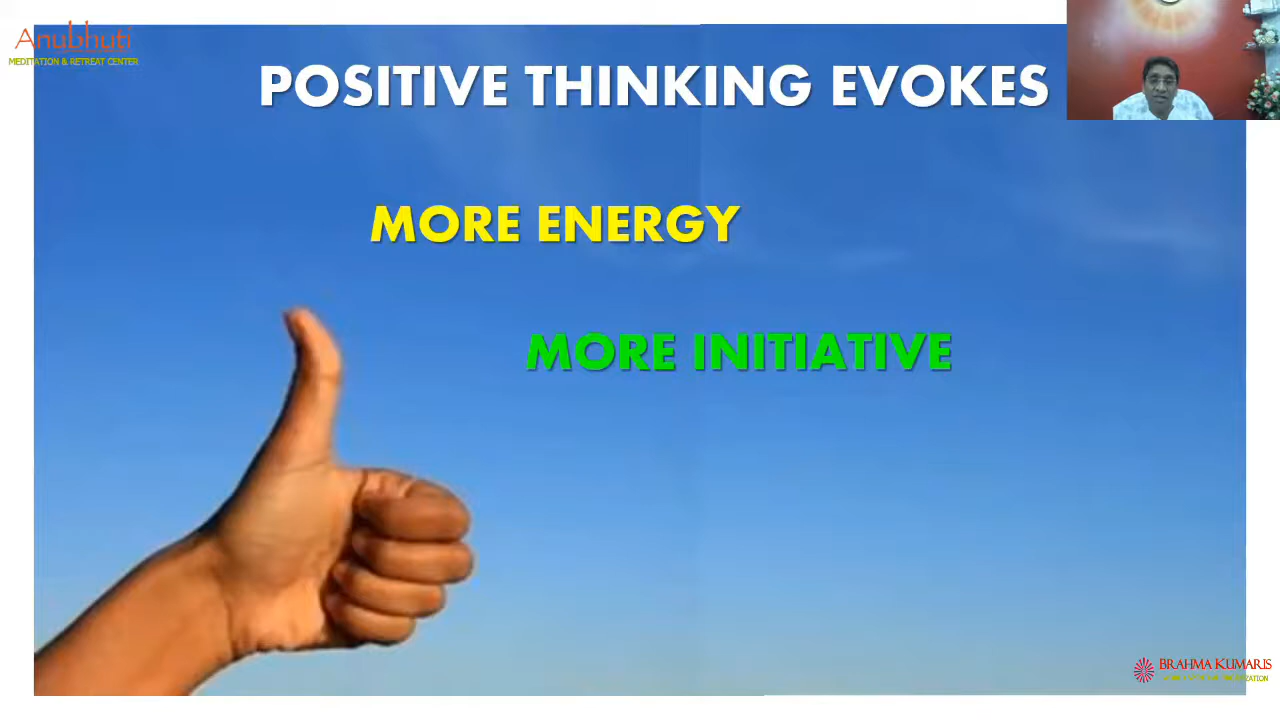 Anubhuti
MEDITATION & RETREAT CENTER
POSITIVE THINKING EVOKES
MORE ENERGY
MORE INITIATIVE
BRAHMA KUMARIS